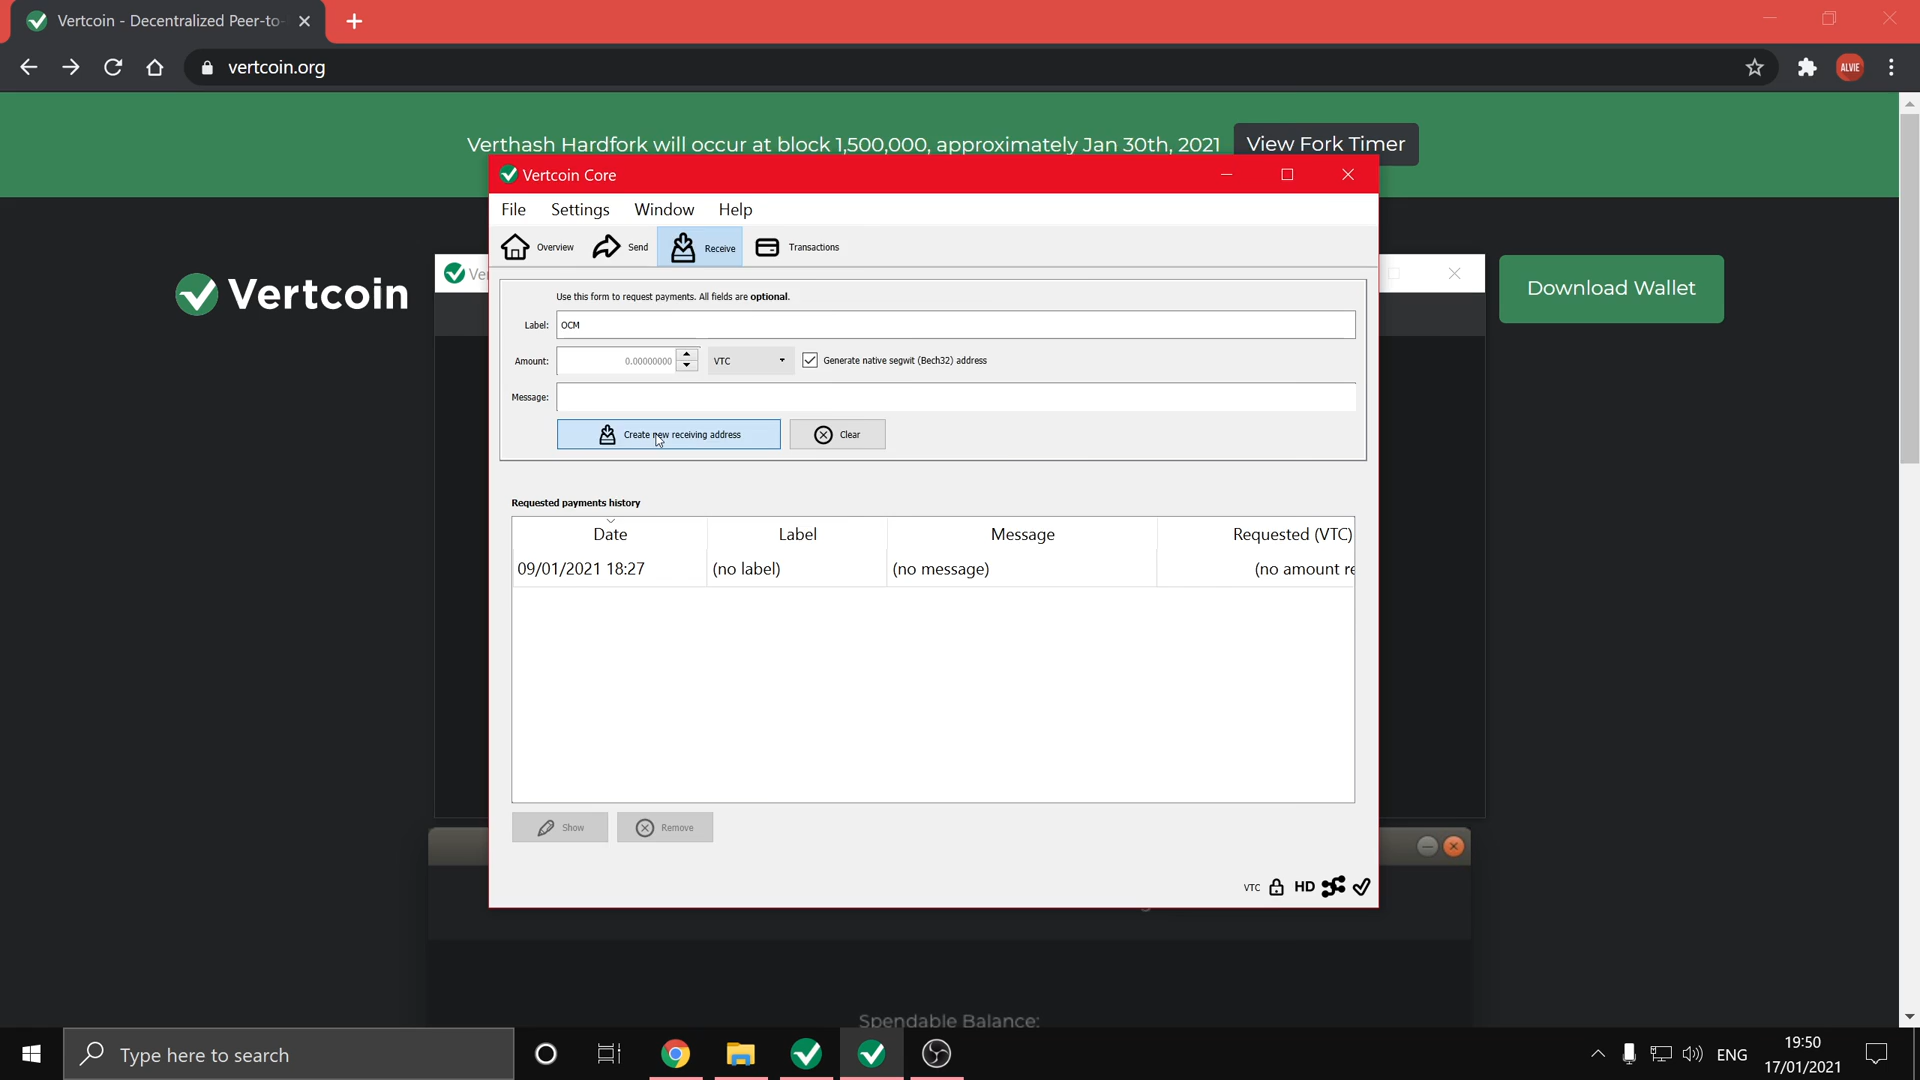 Vertcoin - Decentralized Peer-to-
vertcoin.org
ALVIE
Verthash Hardfork will occur at block 1,500,000, approximately Jan 30th, 2021
View Fork Timer
Vertcoin
Download Wallet
Vertcoin Core
File Settings Window Help
Overview Send Receive Transactions
Use this form to request payments. All fields are optional.
Label: OCM
Amount: 0.00000000 VTC Generate native segwit (Bech32) address
Message:
Create new receiving address Clear
Requested payments history
Date Label Message Requested (VTC)
09/01/2021 18:27 (no label) (no message) (no amount re
Show Remove
VTC HD
Spendable Balance:
Type here to search
ENG
19:50
17/01/2021